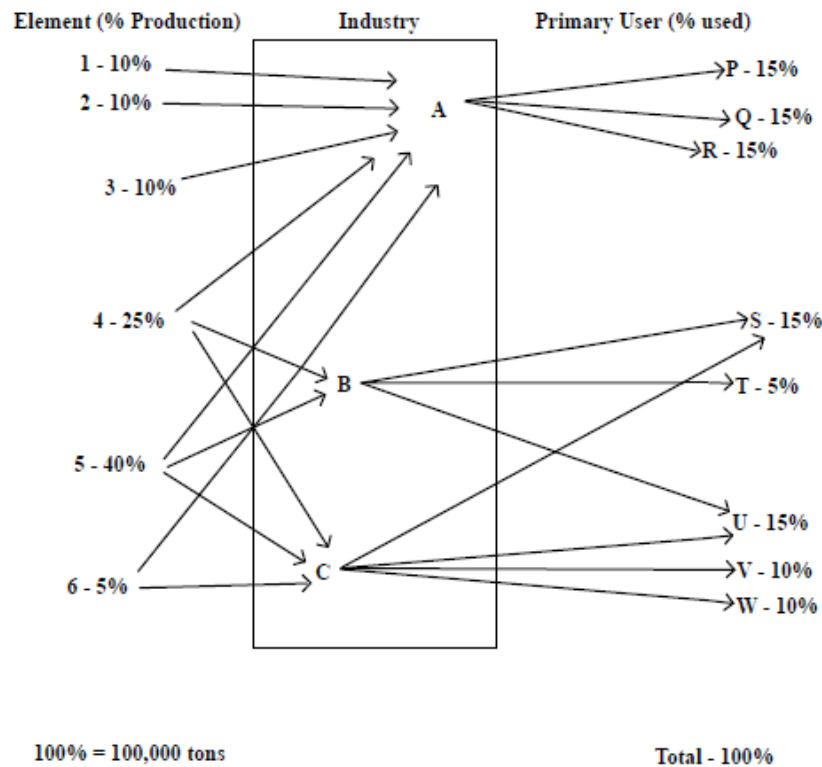 Element (% Production) Industry Primary User (% used)
1 - 10%
2 - 10%
3 - 10%
4 - 25%
5 - 40%
6 - 5%
A
B
C
P - 15%
Q - 15%
R - 15%
S - 15%
T - 5%
U - 15%
V - 10%
W - 10%
100% = 100,000 tons
Total - 100%